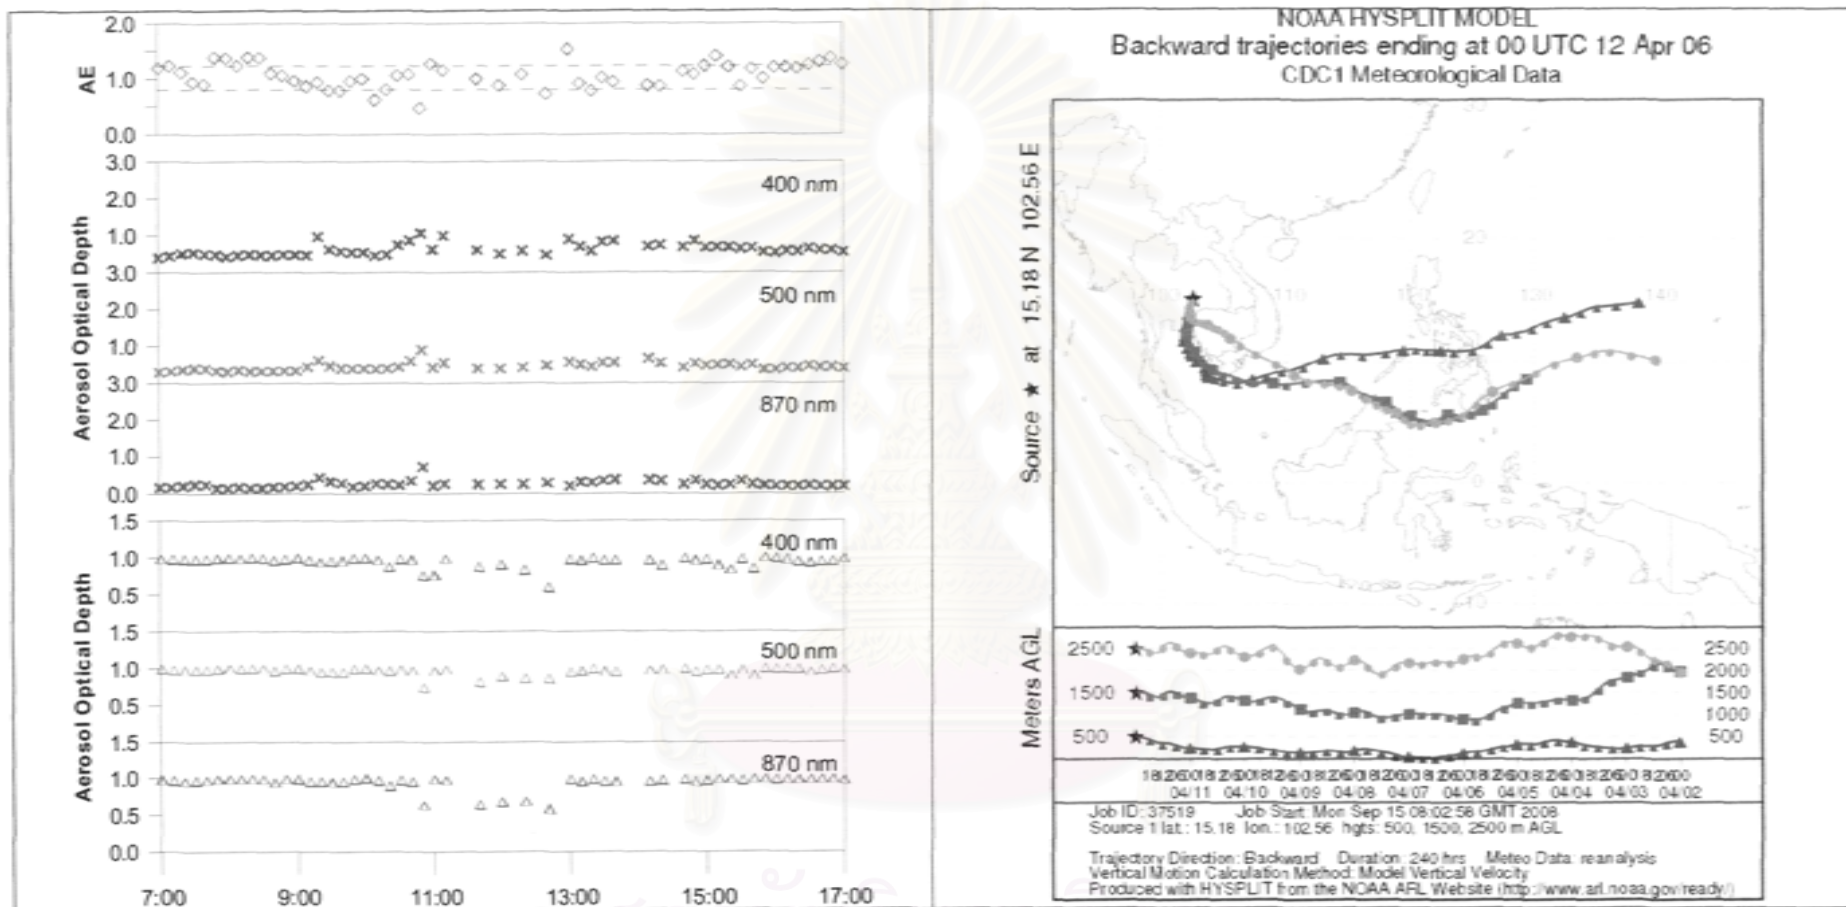 2.0
1.0
0.0
AE
3.0
2.0
1.0
3.0
2.0
1.0
3.0
2.0
1.0
0.0
400 nm
500 nm
870 nm
Aerosol Optical Depth
1.5
1.0
0.5
1.5
1.0
0.5
1.5
1.0
0.5
0.0
400 nm
500 nm
870 nm
Aerosol Optical Depth
7:00 9:00 11:00 13:00 15:00 17:00
NOAA HYSPLIT MODEL
Backward trajectories ending at 00 UTC 12 Apr 06
CDC1 Meteorological Data
Source ★ at 15.18 N 102.56 E
30
20
110
140
Meters AGL
2500
1500
500
2500
2000
1500
1000
500
04/11 04/10 04/09 04/08 04/07 04/06 04/05 04/04 04/03 04/02
Job ID: 37519 Job Start: Mon Sep 15 08:02:58 GMT 2008
Source 1 lat.: 15.18 lon.: 102.56 hgts: 500, 1500, 2500 m AGL
Trajectory Direction: Backward Duration: 240 hrs Meteo Data: reanalysis
Vertical Motion Calculation Method: Model Vertical Velocity
Produced with HYSPLIT from the NOAA ARL Website (http://www.arl.noaa.gov/ready/)